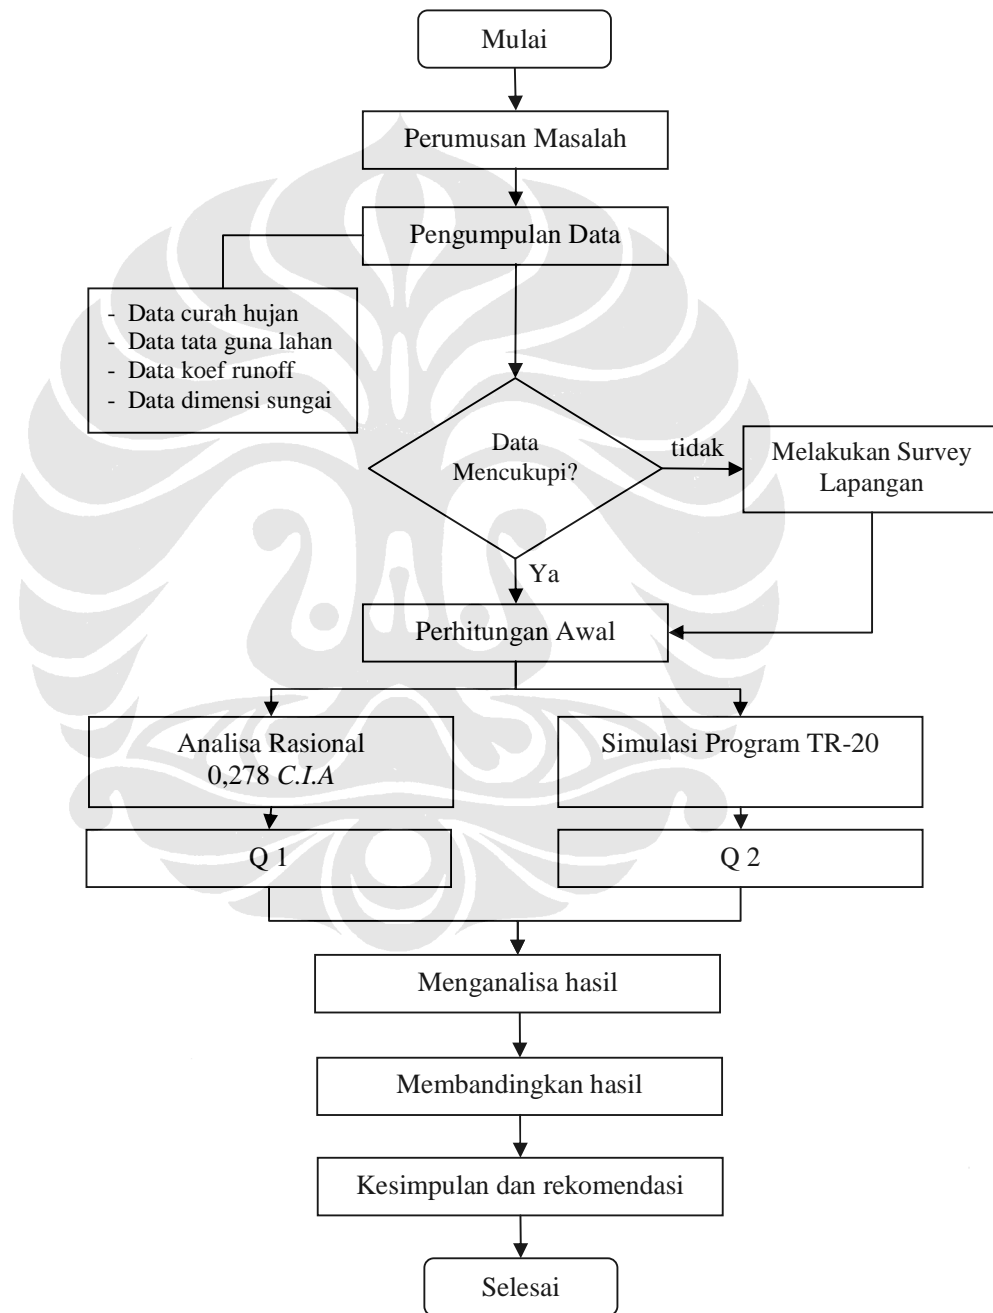 Mulai
Perumusan Masalah
Pengumpulan Data
- Data curah hujan
- Data tata guna lahan
- Data koef runoff
- Data dimensi sungai
Data
Mencukupi?
tidak
Melakukan Survey
Lapangan
Ya
Perhitungan Awal
Analisa Rasional
0,278 C.I.A
Simulasi Program TR-20
Q 1
Q 2
Menganalisa hasil
Membandingkan hasil
Kesimpulan dan rekomendasi
Selesai